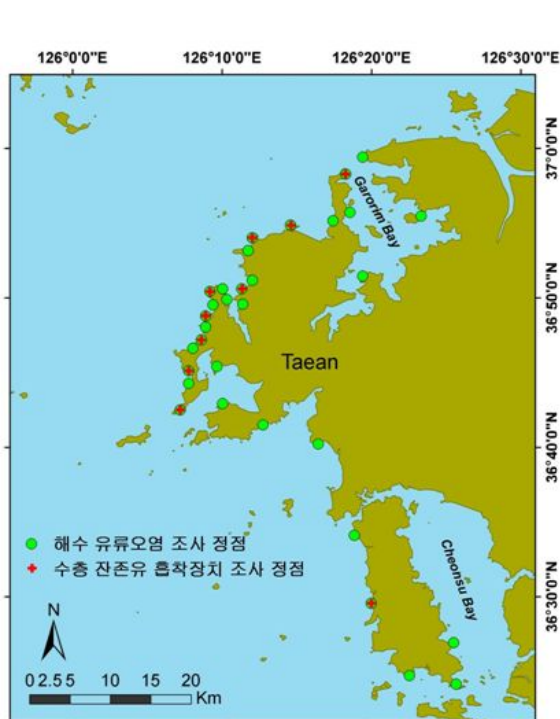 126°0'0"E 126°10'0"E 126°20'0"E 126°30'0"E
37°0'0"N
Garorim Bay
36°50'0"N
Taean
36°40'0"N
해수 유류오염 조사 정점
수층 잔존유 흡착장치 조사 정점
Cheonsu Bay
36°30'0"N
N
0 2.5 5 10 15 20
Km